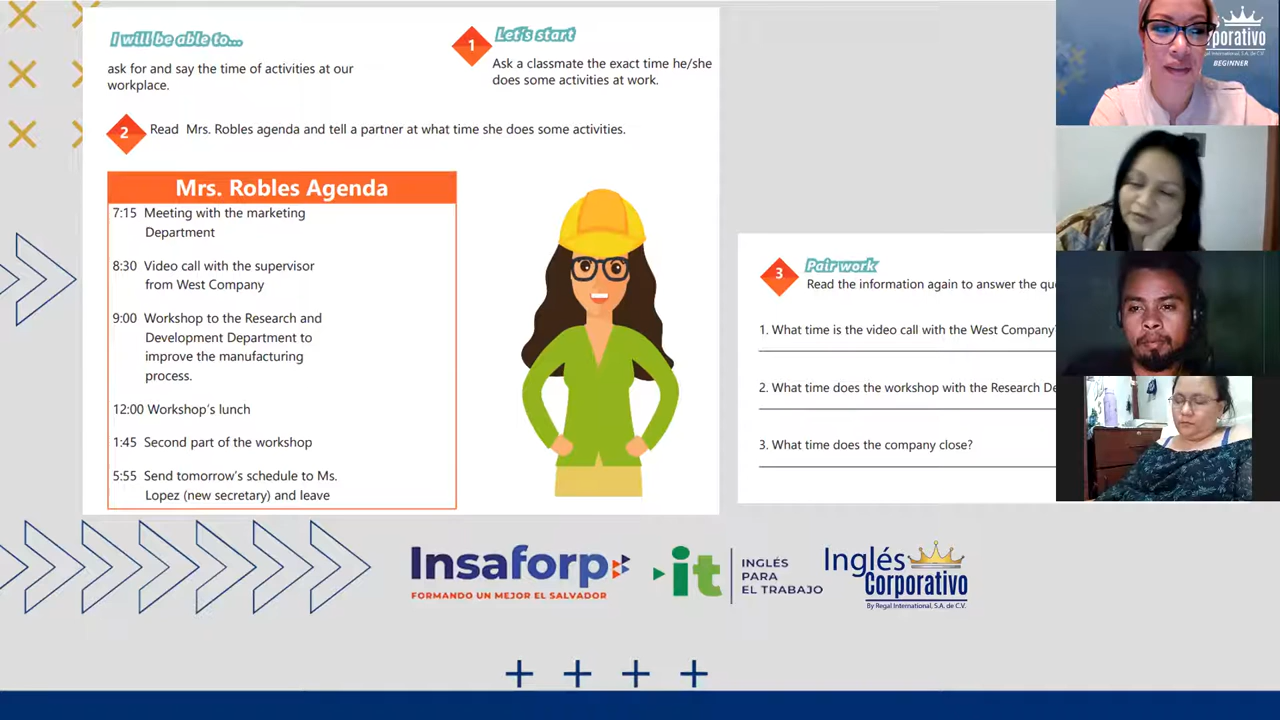 I will be able to...
ask for and say the time of activities at our
workplace.
1
Let's start
Ask a classmate the exact time he/she
does some activities at work.
2
Read Mrs. Robles agenda and tell a partner at what time she does some activities.
Mrs. Robles Agenda
7:15 Meeting with the marketing
Department
8:30 Video call with the supervisor
from West Company
9:00 Workshop to the Research and
Development Department to
improve the manufacturing
process.
12:00 Workshop's lunch
1:45 Second part of the workshop
5:55 Send tomorrow's schedule to Ms.
Lopez (new secretary) and leave
3
Pair work
Read the information again to answer the
1. What time is the video call with the West Company
2. What time does the workshop with the Research
3. What time does the company close?
Insaforp
FORMANDO UN MEJOR EL SALVADOR
it
INGLÉS
PARA
EL TRABAJO
Inglés
Corporativo
By Regal International, S.A. de C.V.
BEGINNER